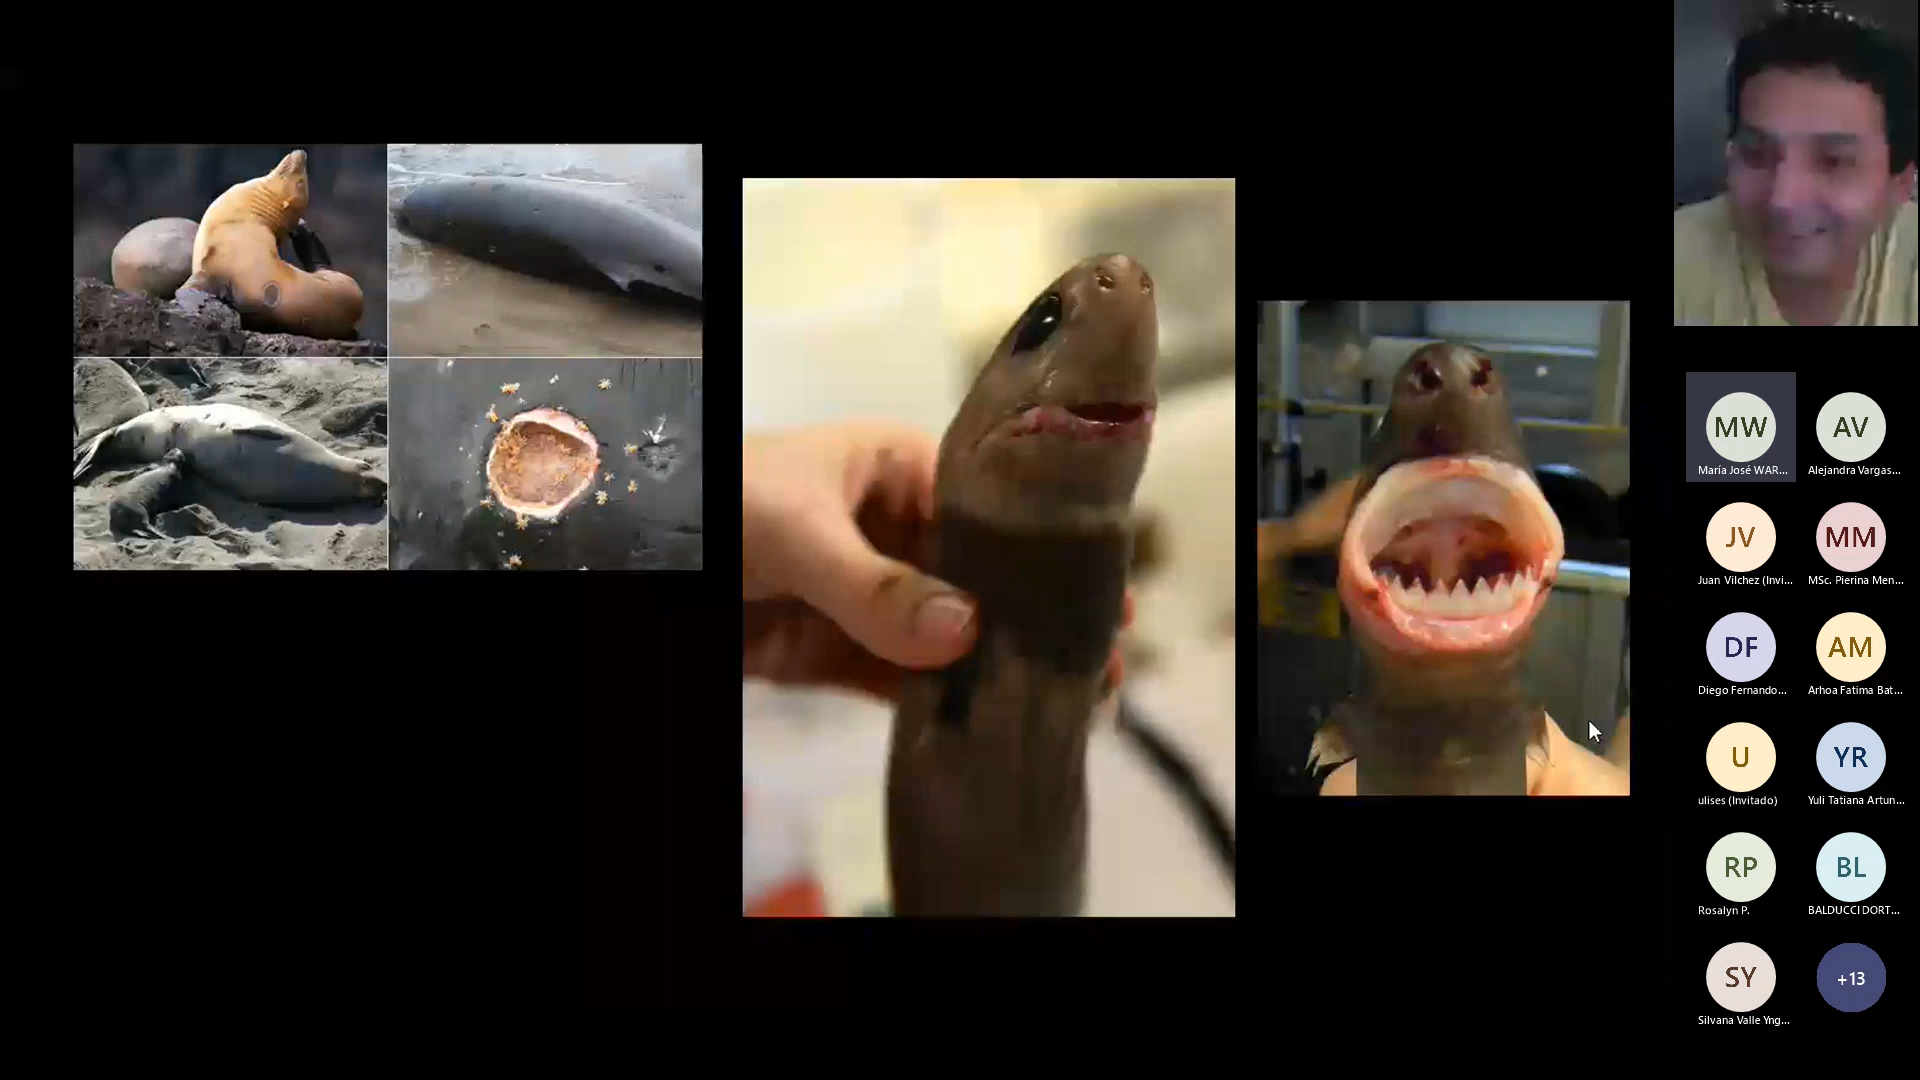 MW
AV
María José WAR...
Alejandra Vargas...
JV
MM
Juan Vilchez (Invi...
MSc. Pierina Men...
DF
AM
Diego Fernando...
Arhoa Fatima Bat...
U
YR
ulises (Invitado)
Yuli Tatiana Artun...
RP
BL
Rosalyn P.
BALDUCCI DORT...
SY
+13
Silvana Valle Yng...